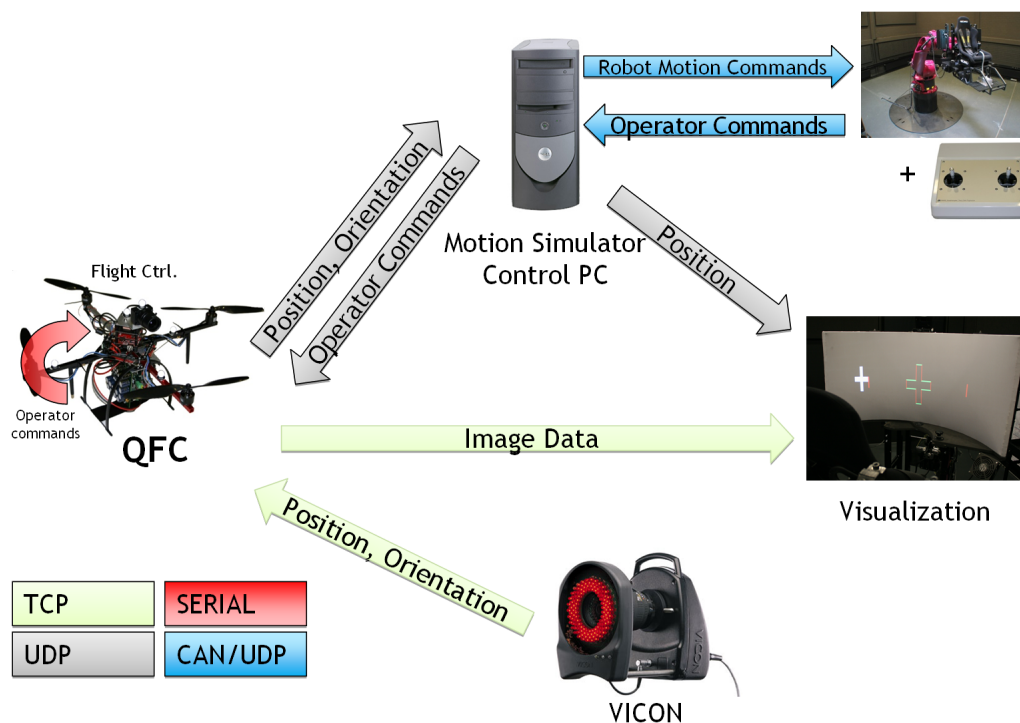 Robot Motion Commands
Operator Commands
+
Motion Simulator
Control PC
Position, Orientation
Operator Commands
Position
Flight Ctrl.
Operator
commands
QFC
Image Data
Visualization
Position, Orientation
VICON
VICON
TCP
SERIAL
UDP
CAN/UDP